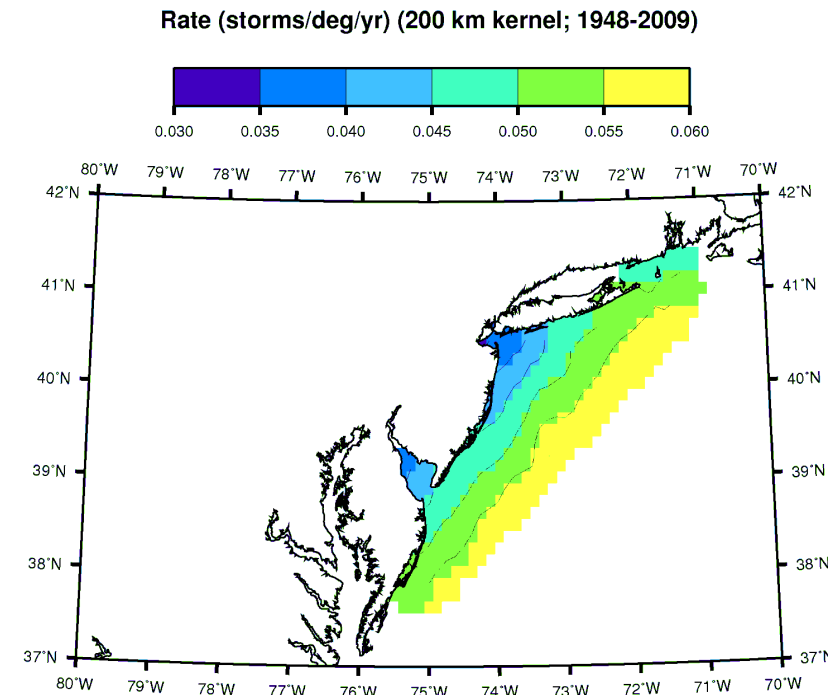 Rate (storms/deg/yr) (200 km kernel; 1948-2009)
0.030 0.035 0.040 0.045 0.050 0.055 0.060
80˚W 79˚W 78˚W 77˚W 76˚W 75˚W 74˚W 73˚W 72˚W 71˚W 70˚W
42˚N 42˚N
41˚N 41˚N
40˚N 40˚N
39˚N 39˚N
38˚N 38˚N
37˚N 37˚N
80˚W 79˚W 78˚W 77˚W 76˚W 75˚W 74˚W 73˚W 72˚W 71˚W 70˚W